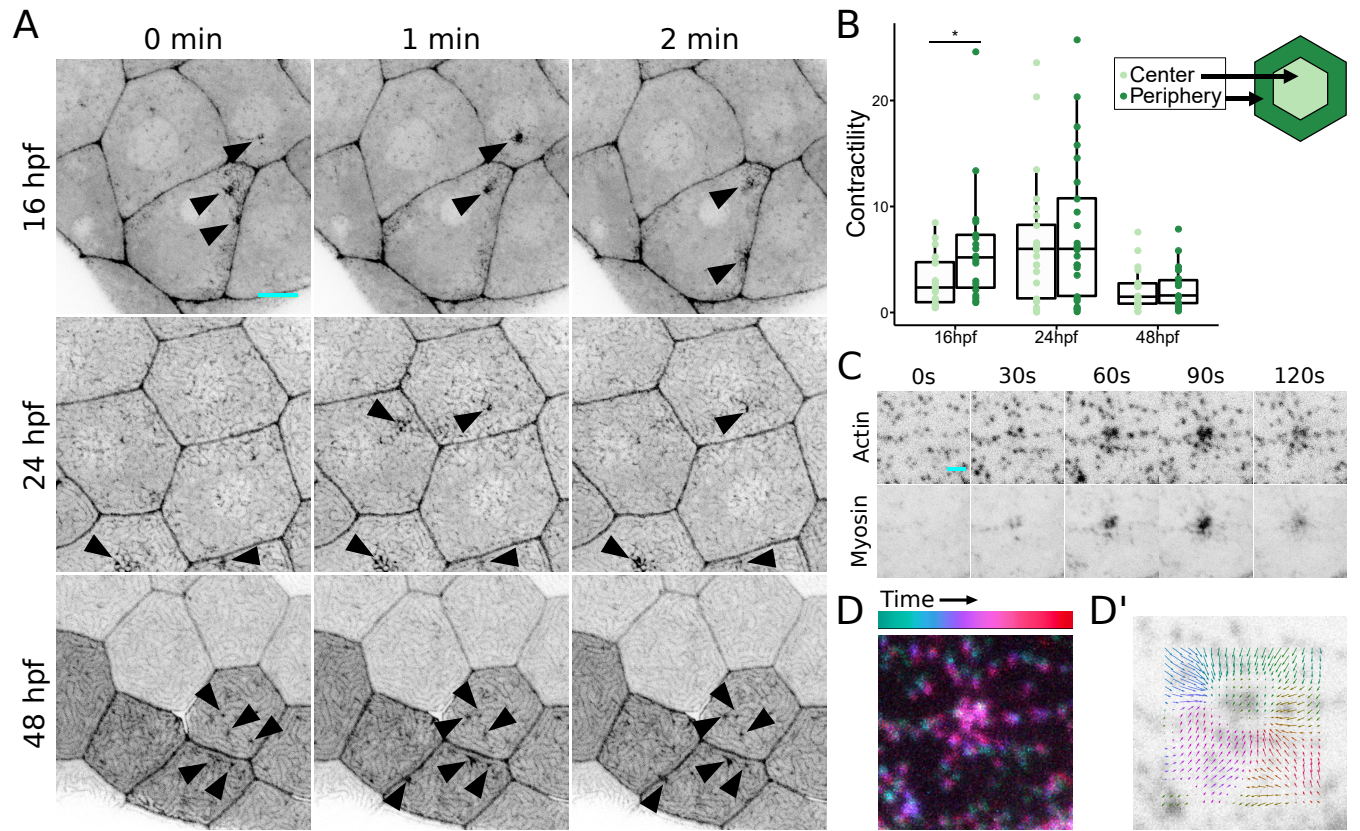 A
0 min 1 min 2 min
16 hpf
24 hpf
48 hpf
B
*
Contractility
20
10
0
16hpf 24hpf 48hpf
Center
Periphery
C
0s 30s 60s 90s 120s
Actin
Myosin
D
Time
D'